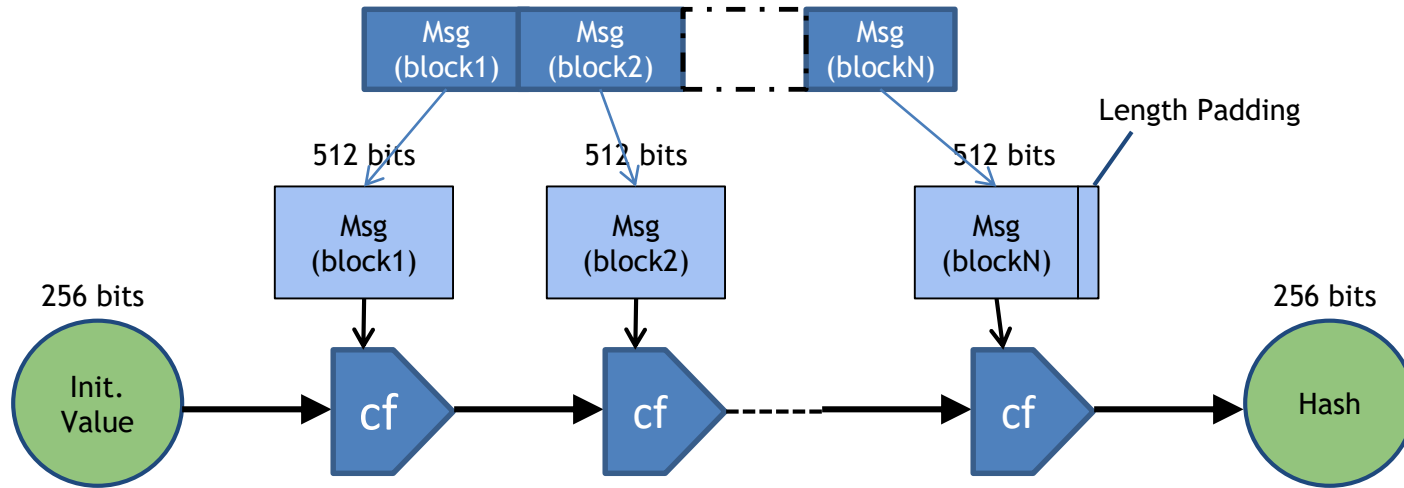 Msg
(block1)
Msg
(block2)
Msg
(blockN)
Length Padding
512 bits
512 bits
512 bits
Msg
(block1)
Msg
(block2)
Msg
(blockN)
256 bits
256 bits
Init.
Value
cf
cf
cf
Hash